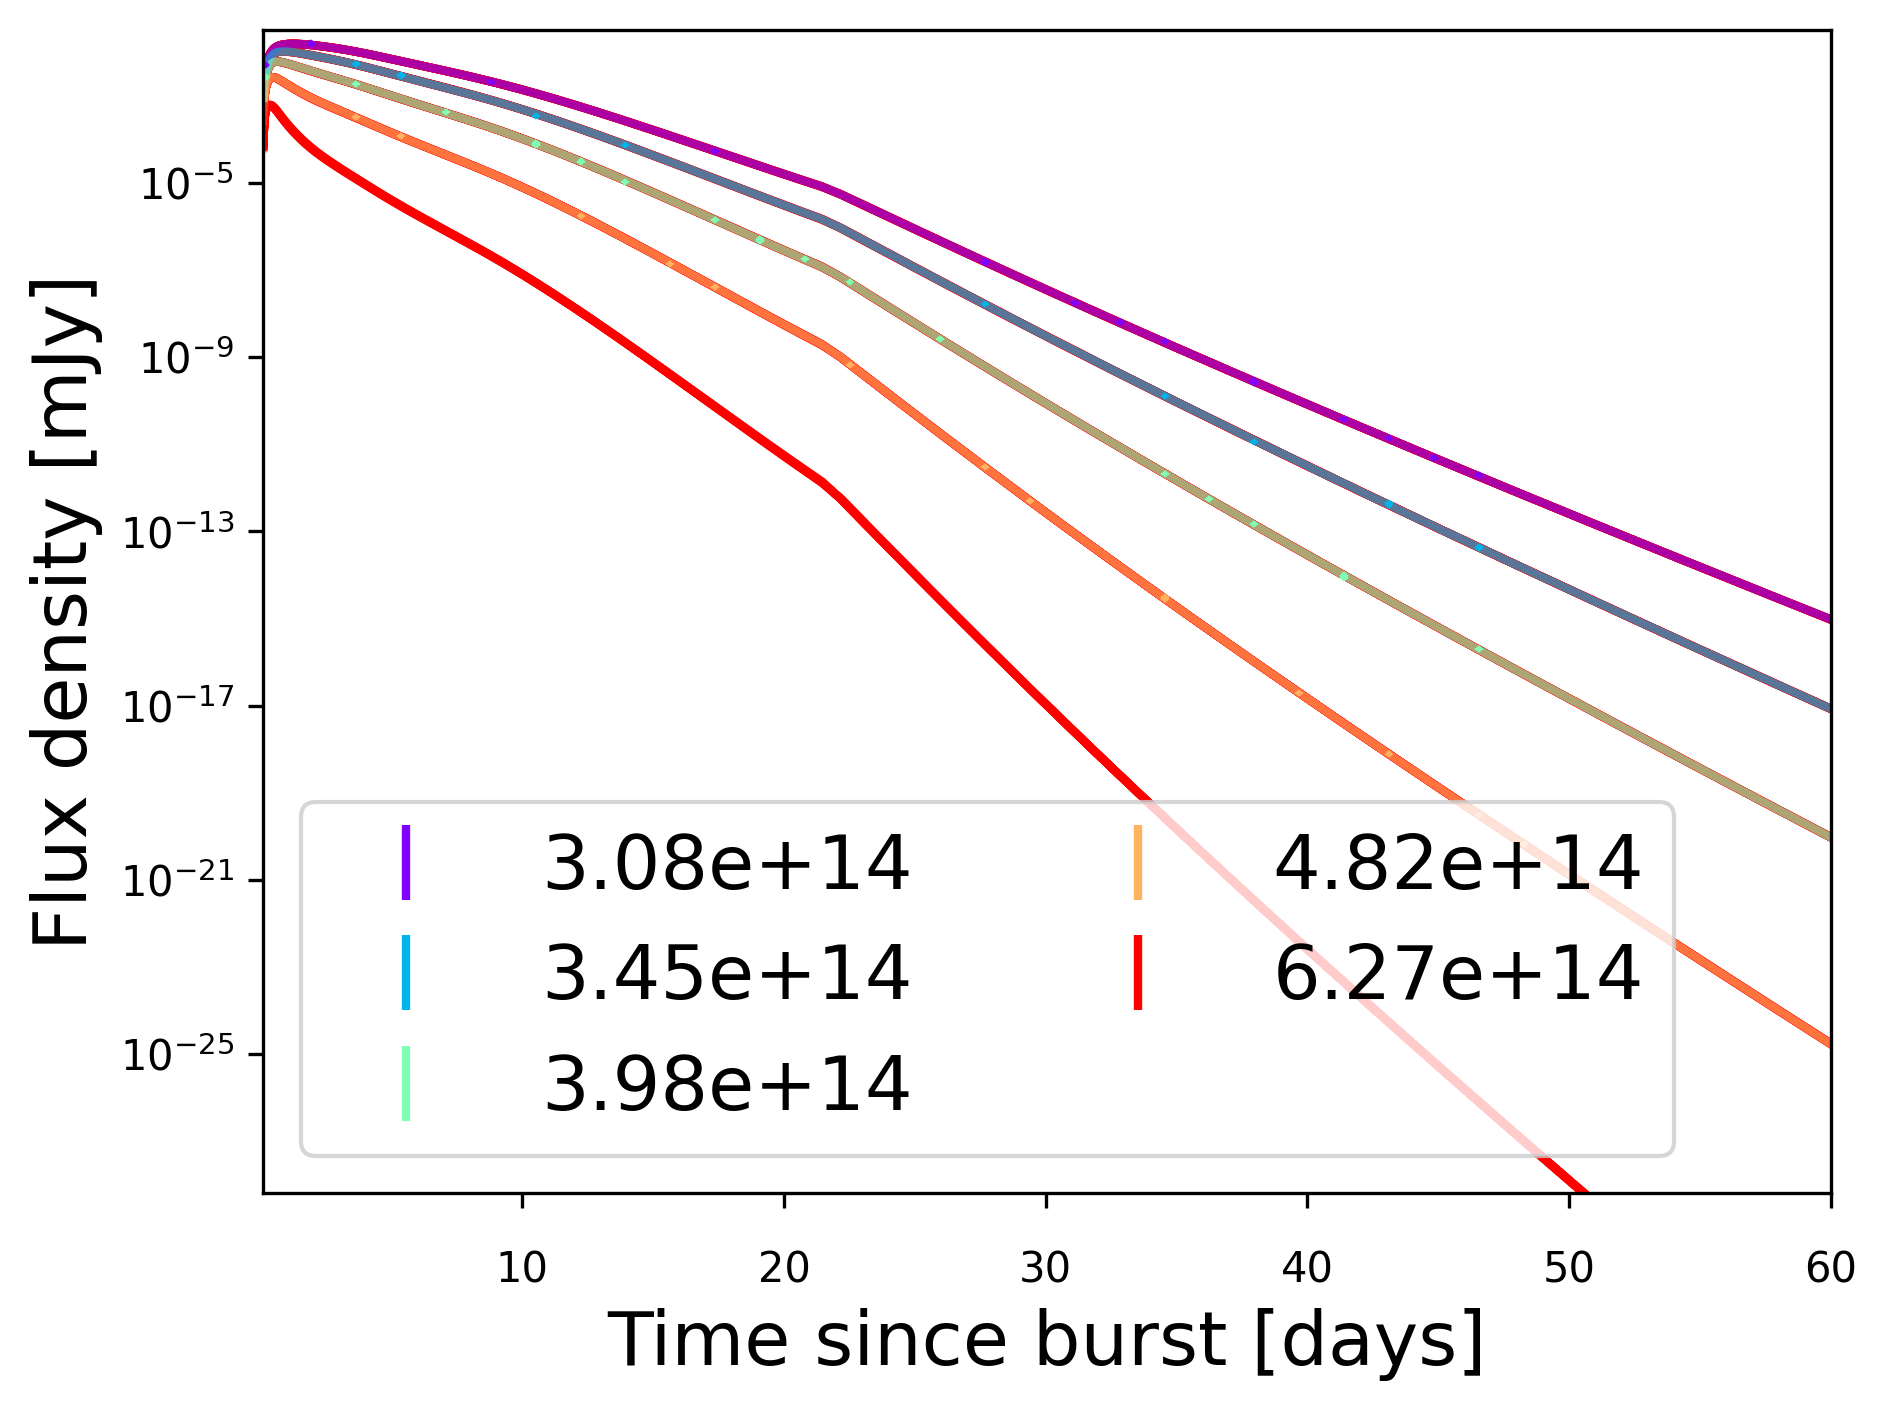 Flux density [mJy]
10⁻⁵
10⁻⁹
10⁻¹³
10⁻¹⁷
10⁻²¹
10⁻²⁵
3.08e+14
3.45e+14
3.98e+14
4.82e+14
6.27e+14
10 20 30 40 50 60
Time since burst [days]